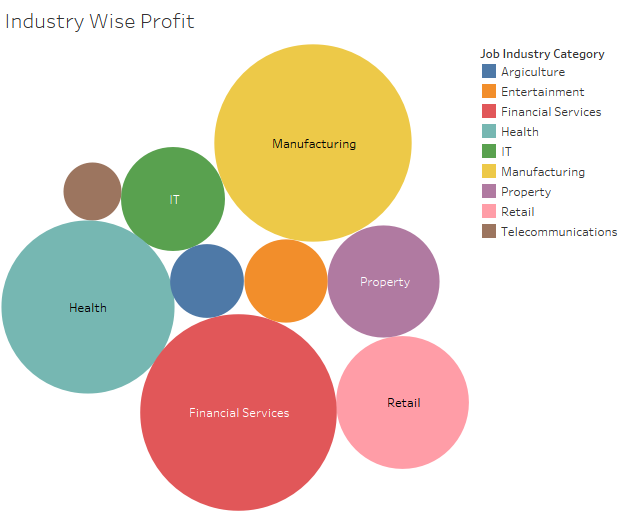 Industry Wise Profit
Job Industry Category
Argiculture
Entertainment
Financial Services
Health
IT
Manufacturing
Property
Retail
Telecommunications
Manufacturing
IT
Property
Health
Retail
Financial Services